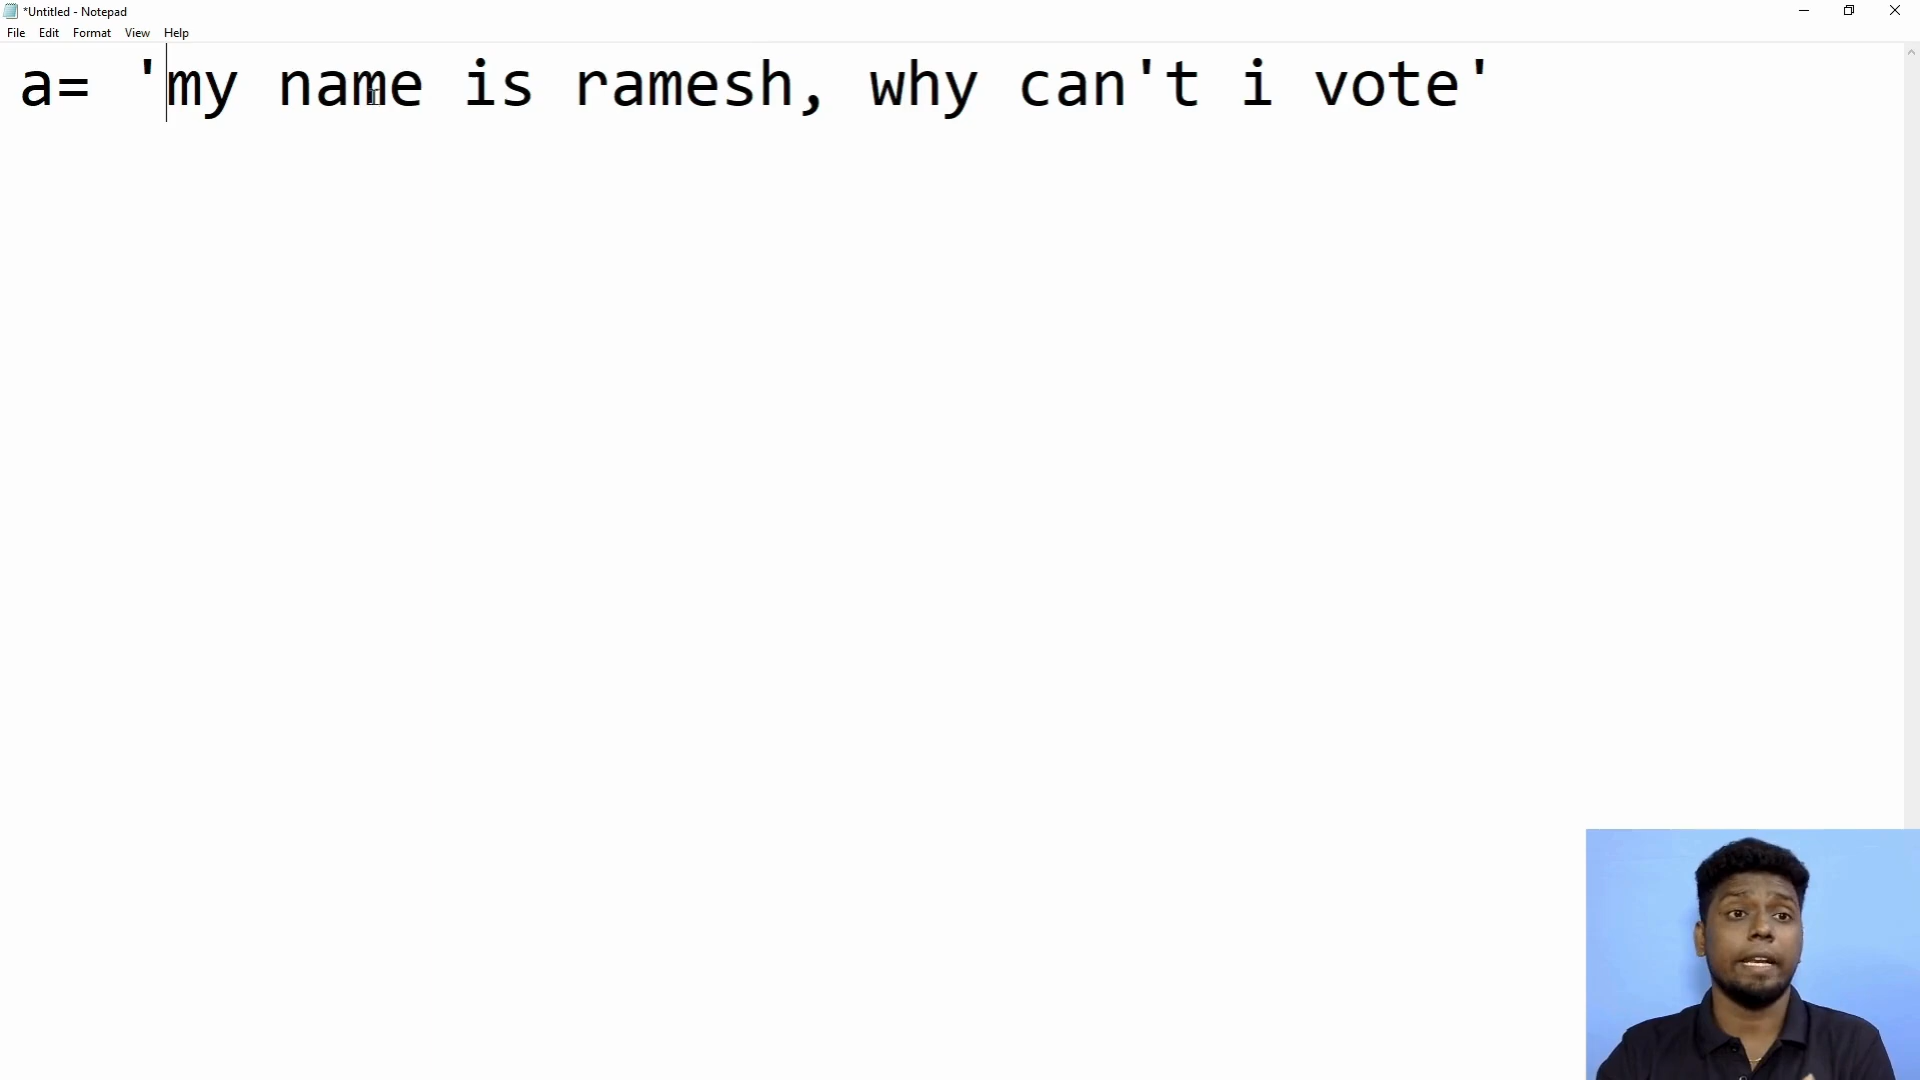 *Untitled - Notepad
File Edit Format View Help
a= 'my name is ramesh, why can't i vote'